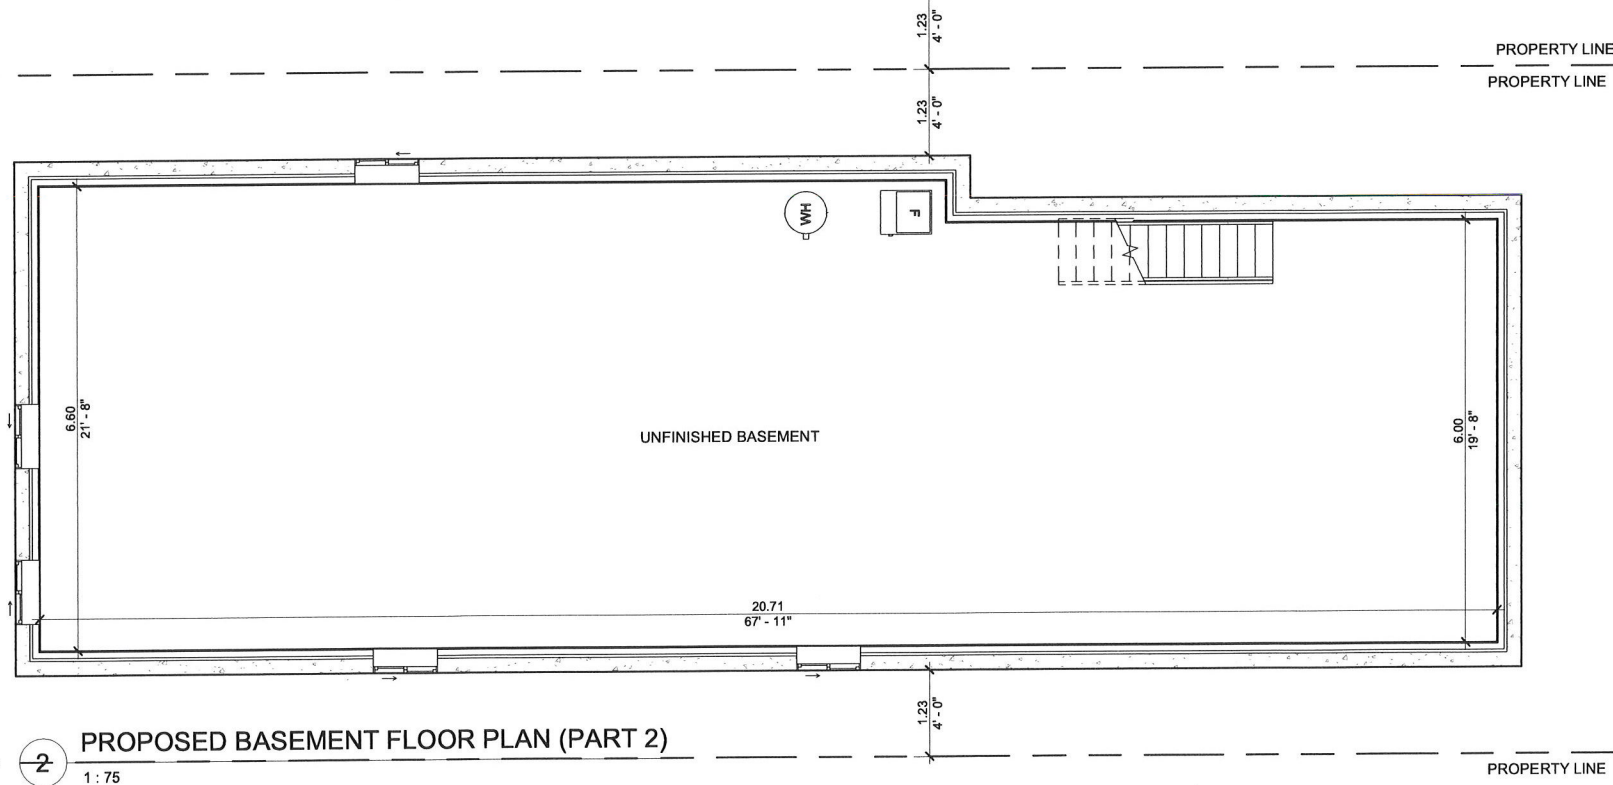 1.23
4' - 0"
PROPERTY LINE
PROPERTY LINE
1.23
4' - 0"
WH
F
6.60
21' - 8"
UNFINISHED BASEMENT
6.00
19' - 8"
20.71
67' - 11"
1.23
4' - 0"
2
PROPOSED BASEMENT FLOOR PLAN (PART 2)
1 : 75
PROPERTY LINE